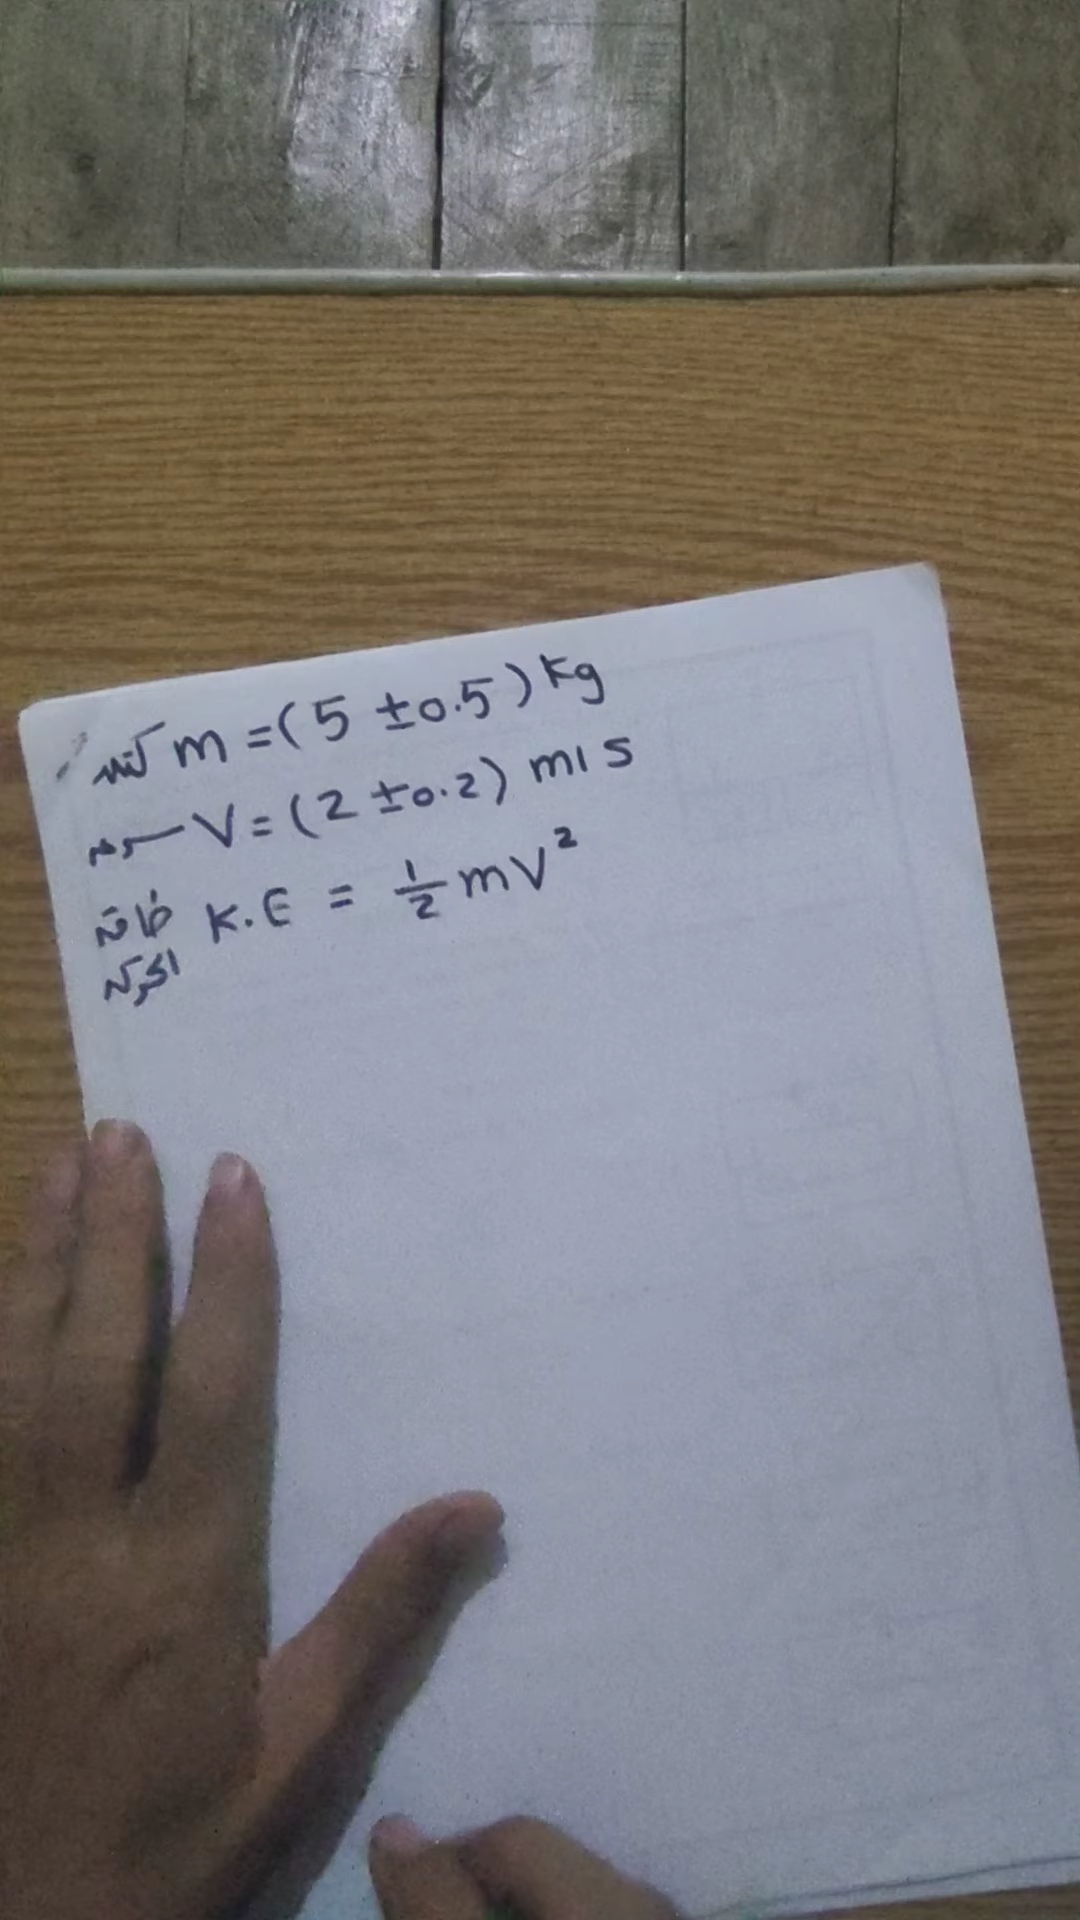 كتلة m = (5 ± 0.5) kg
سرعة V = (2 ± 0.2) m/s
طاقة K.E = 1/2 mV²
الحركة